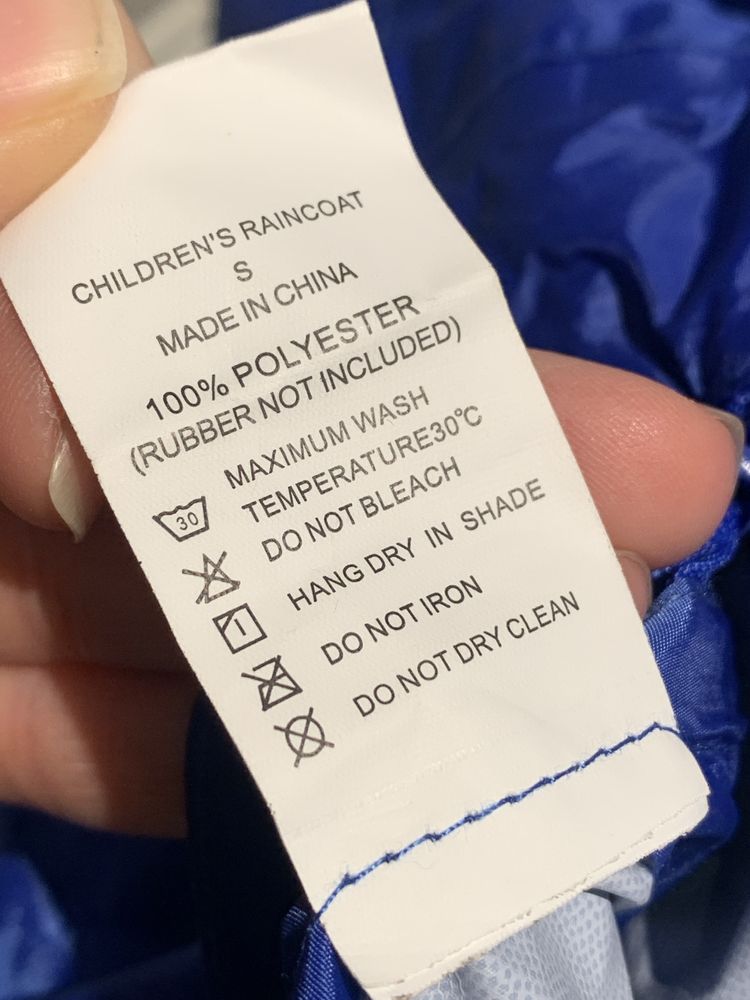 CHILDREN'S RAINCOAT
S
MADE IN CHINA
100% POLYESTER
(RUBBER NOT INCLUDED)
MAXIMUM WASH
TEMPERATURE30℃
30
DO NOT BLEACH
HANG DRY IN SHADE
DO NOT IRON
DO NOT DRY CLEAN